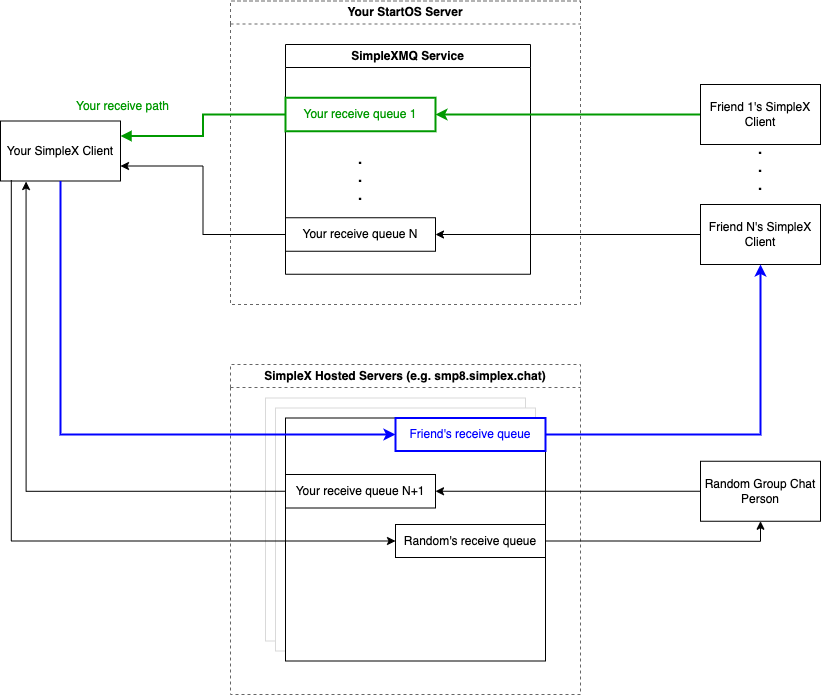 Your StartOS Server
SimpleXMQ Service
Your receive path
Your receive queue 1
Friend 1's SimpleX
Client
Your SimpleX Client
.
.
.
.
.
.
Your receive queue N
Friend N's SimpleX
Client
SimpleX Hosted Servers (e.g. smp8.simplex.chat)
Friend's receive queue
Your receive queue N+1
Random Group Chat
Person
Random's receive queue